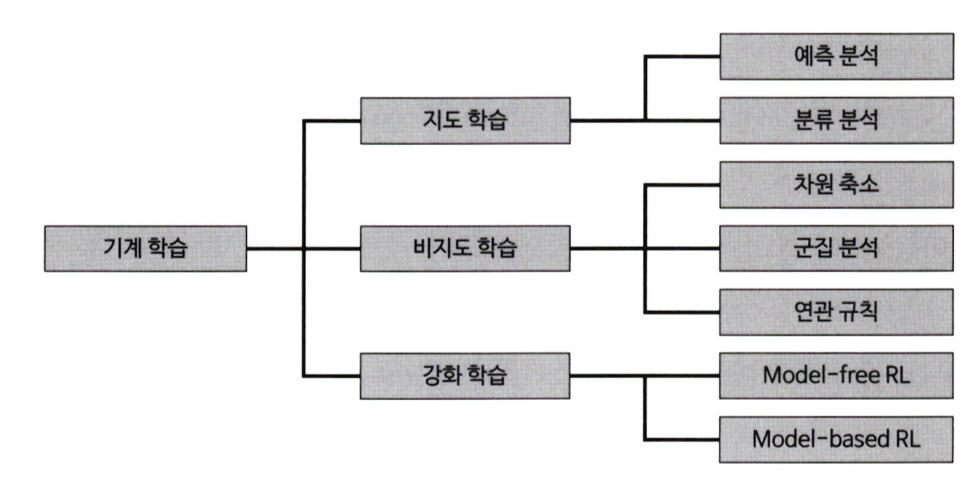 예측 분석
지도 학습
분류 분석
차원 축소
기계 학습
비지도 학습
군집 분석
연관 규칙
강화 학습
Model-free RL
Model-based RL